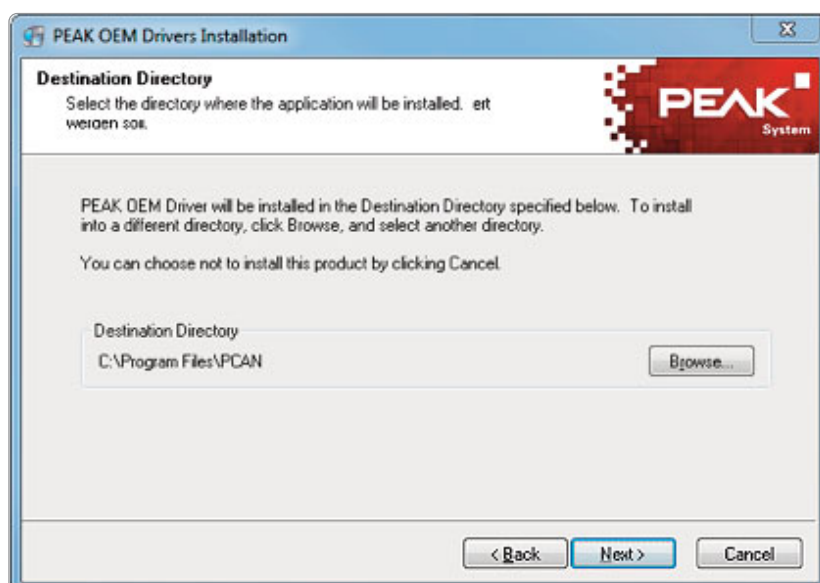 PEAK OEM Drivers Installation
Destination Directory
Select the directory where the application will be installed. ert
werden soll.
PEAK
System
PEAK OEM Driver will be installed in the Destination Directory specified below. To install
into a different directory, click Browse, and select another directory.
You can choose not to install this product by clicking Cancel.
Destination Directory
C:\Program Files\PCAN
Browse...
< Back
Next >
Cancel